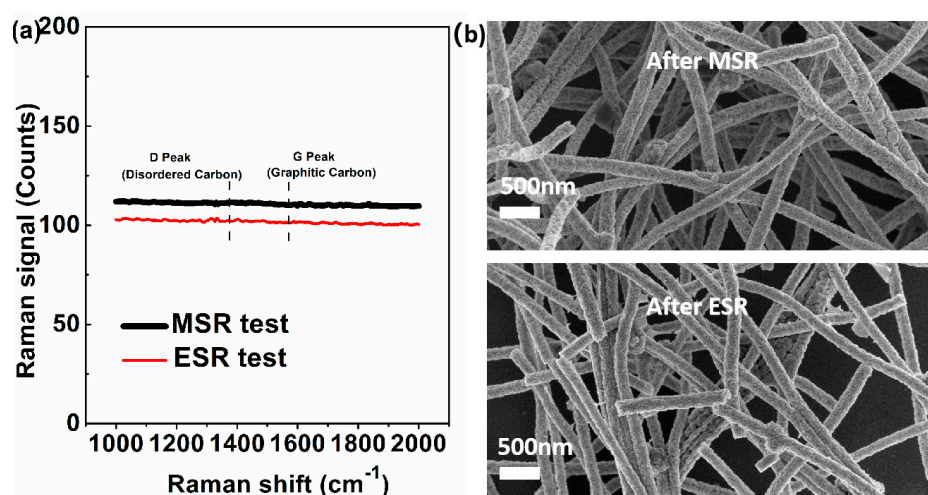 (a)
200
150
100
50
0
Raman signal (Counts)
D Peak
(Disordered Carbon)
G Peak
(Graphitic Carbon)
MSR test
ESR test
1000 1200 1400 1600 1800 2000
Raman shift (cm⁻¹)
(b)
After MSR
500nm
After ESR
500nm